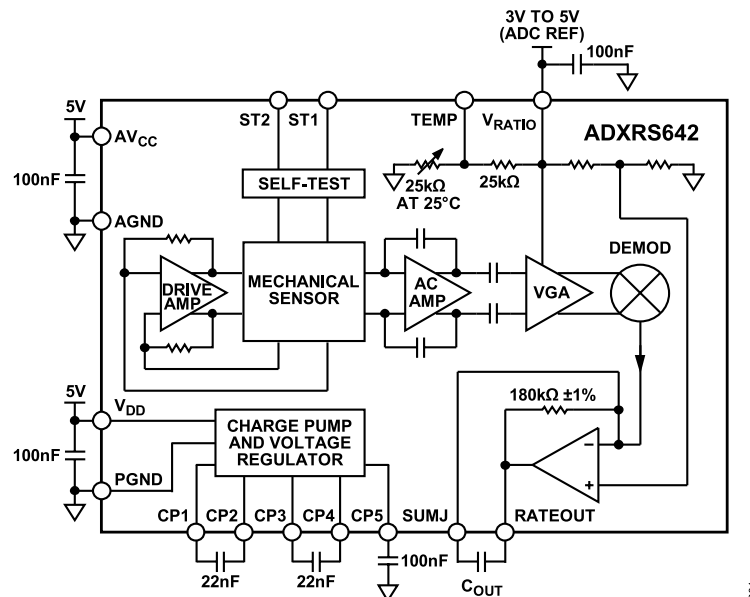 3V TO 5V
(ADC REF)
100nF
5V
ST2
ST1
TEMP
VRATIO
ADXRS642
AVCC
100nF
25kΩ
AT 25°C
25kΩ
SELF-TEST
AGND
DEMOD
DRIVE
AMP
MECHANICAL
SENSOR
AC
AMP
VGA
5V
180kΩ ±1%
VDD
CHARGE PUMP
AND VOLTAGE
REGULATOR
100nF
–
+
PGND
CP1
CP2
CP3
CP4
CP5
SUMJ
RATEOUT
100nF
22nF
22nF
COUT